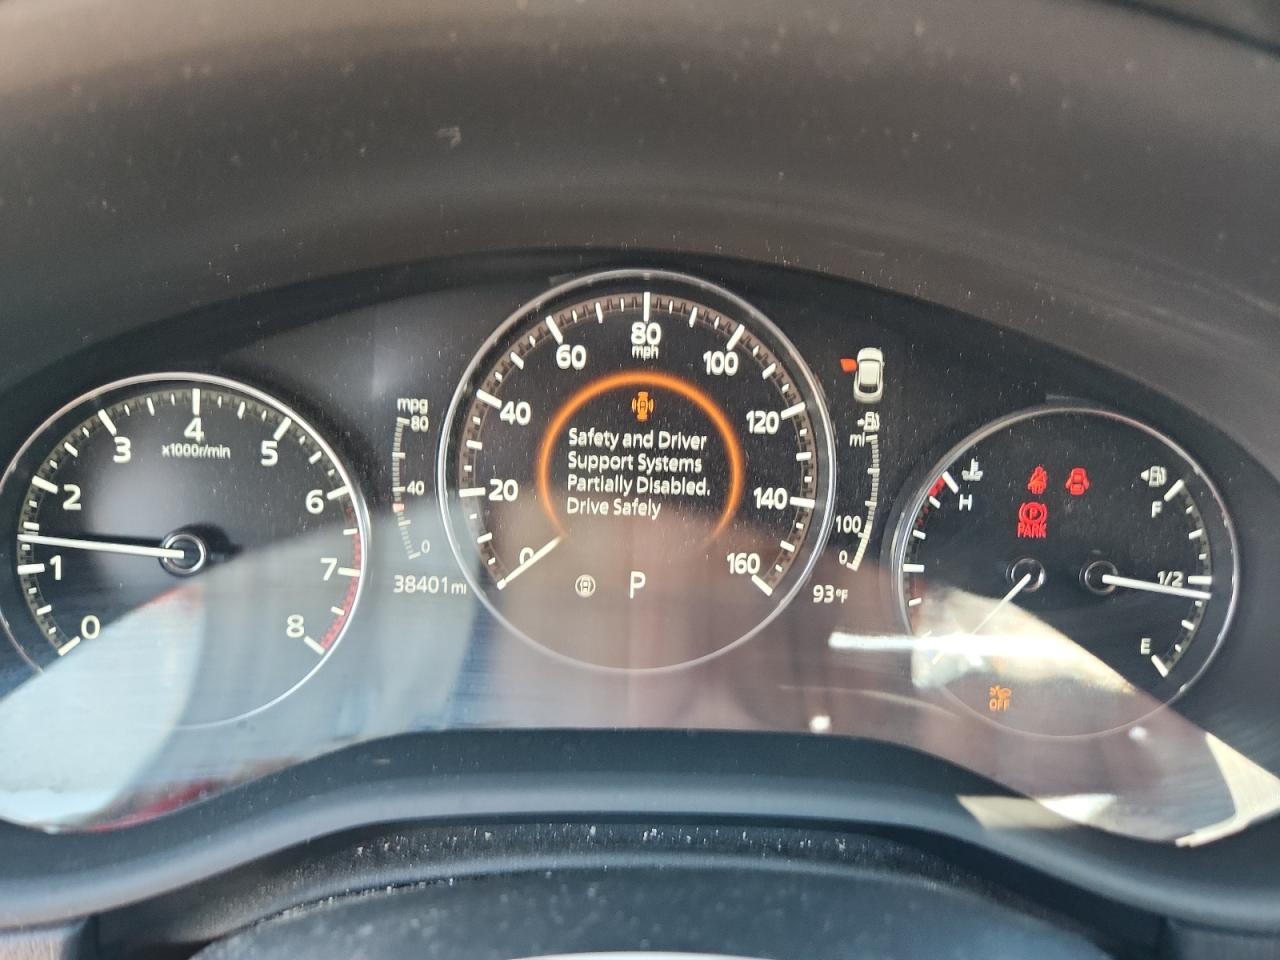 0
1
2
3
4
5
6
7
8
x1000r/min
mpg
80
40
0
38401 mi
0
20
40
60
80
mph
100
120
140
160
Safety and Driver
Support Systems
Partially Disabled.
Drive Safely
P
mi
100
0
93°F
H
P
PARK
OFF
F
1/2
E